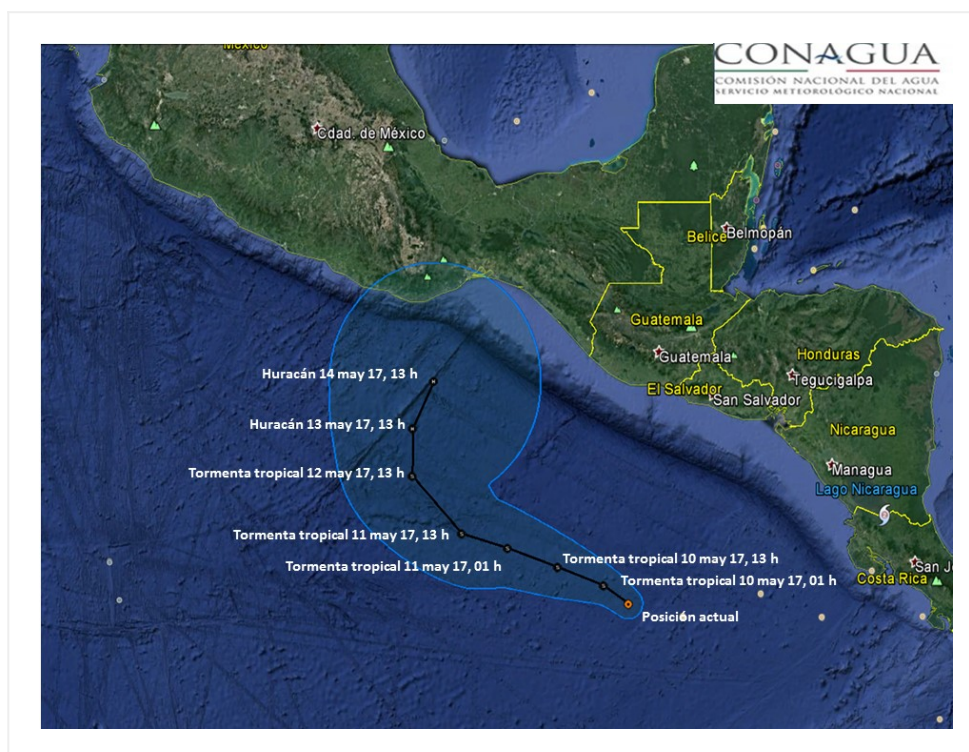 México
CONAGUA
COMISIÓN NACIONAL DEL AGUA
SERVICIO METEOROLÓGICO NACIONAL
Cdad. de México
Belice
Belmopán
Guatemala
Guatemala
Honduras
Tegucigalpa
El Salvador
San Salvador
Nicaragua
Managua
Lago Nicaragua
Costa Rica
Huracán 14 may 17, 13 h
Huracán 13 may 17, 13 h
Tormenta tropical 12 may 17, 13 h
Tormenta tropical 11 may 17, 13 h
Tormenta tropical 11 may 17, 01 h
Tormenta tropical 10 may 17, 13 h
Tormenta tropical 10 may 17, 01 h
Posición actual